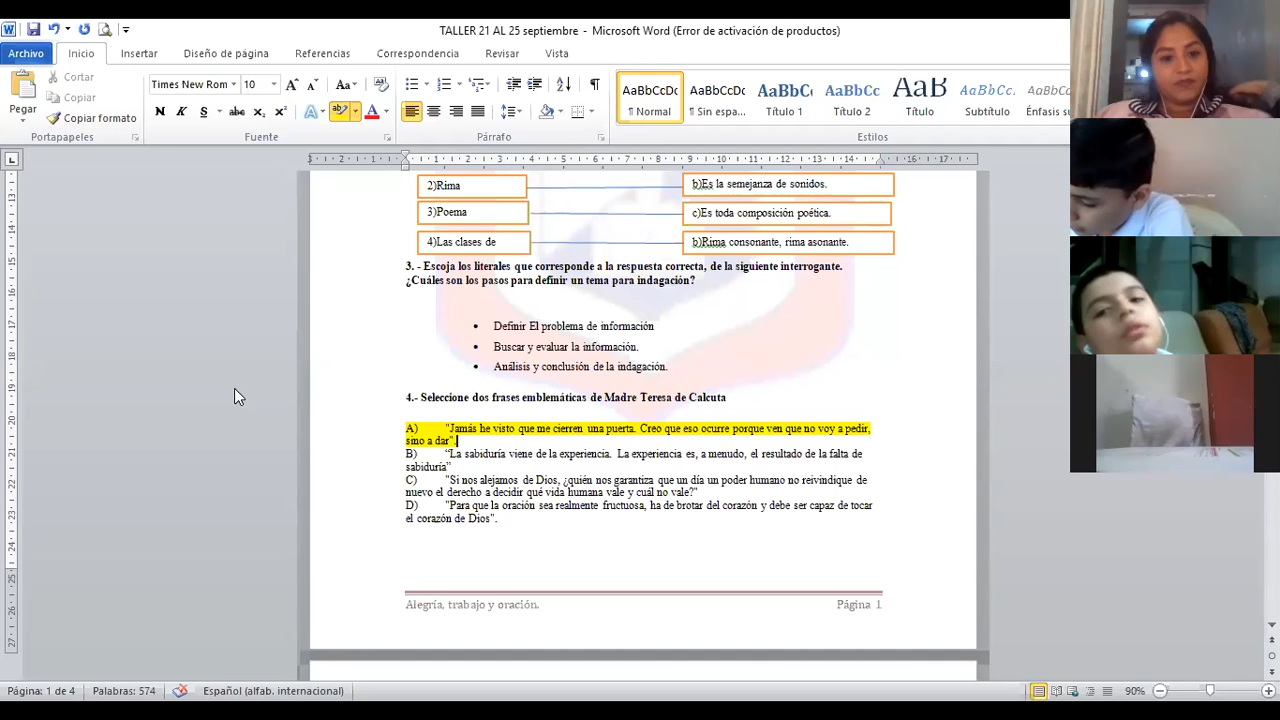 TALLER 21 AL 25 septiembre - Microsoft Word (Error de activación de productos)
Archivo Inicio Insertar Diseño de página Referencias Correspondencia Revisar Vista
Pegar
Cortar
Copiar
Copiar formato
Portapapeles
Times New Rom 10
Fuente
Párrafo
AaBbCcDc
¶ Normal
AaBbCcDc
¶ Sin espa...
AaBbC
Título 1
AaBbCc
Título 2
AaB
Título
AaBbCc.
Subtítulo
AaBbCcDc
Énfasis su
Estilos
2)Rima b)Es la semejanza de sonidos.
3)Poema c)Es toda composición poética.
4)Las clases de b)Rima consonante, rima asonante.
3. - Escoja los literales que corresponde a la respuesta correcta, de la siguiente interrogante.
¿Cuáles son los pasos para definir un tema para indagación?
• Definir El problema de información
• Buscar y evaluar la información.
• Análisis y conclusión de la indagación.
4.- Seleccione dos frases emblemáticas de Madre Teresa de Calcuta
A) "Jamás he visto que me cierren una puerta. Creo que eso ocurre porque ven que no voy a pedir,
sino a dar".
B) "La sabiduría viene de la experiencia. La experiencia es, a menudo, el resultado de la falta de
sabiduría"
C) "Si nos alejamos de Dios, ¿quién nos garantiza que un día un poder humano no reivindique de
nuevo el derecho a decidir qué vida humana vale y cuál no vale?"
D) "Para que la oración sea realmente fructuosa, ha de brotar del corazón y debe ser capaz de tocar
el corazón de Dios".
Alegría, trabajo y oración. Página 1
Página: 1 de 4 Palabras: 574 Español (alfab. internacional) 90%